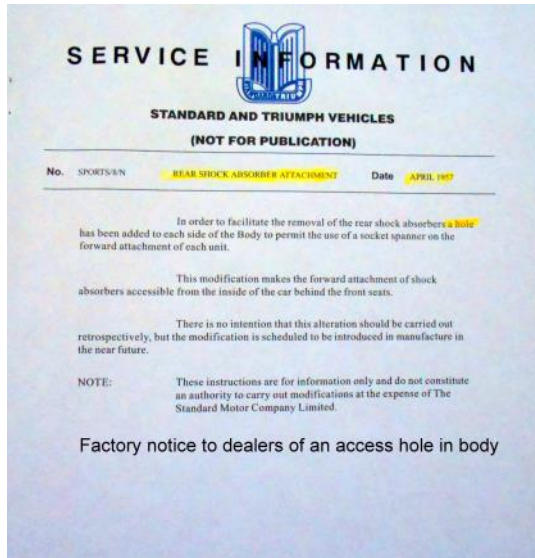 SERVICE INFORMATION
STANDARD AND TRIUMPH VEHICLES
(NOT FOR PUBLICATION)
No. SPORTS/8/N REAR SHOCK ABSORBER ATTACHMENT Date APRIL 1957
In order to facilitate the removal of the rear shock absorbers a hole
has been added to each side of the Body to permit the use of a socket spanner on the
forward attachment of each unit.
This modification makes the forward attachment of shock
absorbers accessible from the inside of the car behind the front seats.
There is no intention that this alteration should be carried out
retrospectively, but the modification is scheduled to be introduced in manufacture in
the near future.
NOTE: These instructions are for information only and do not constitute
an authority to carry out modifications at the expense of The
Standard Motor Company Limited.
Factory notice to dealers of an access hole in body